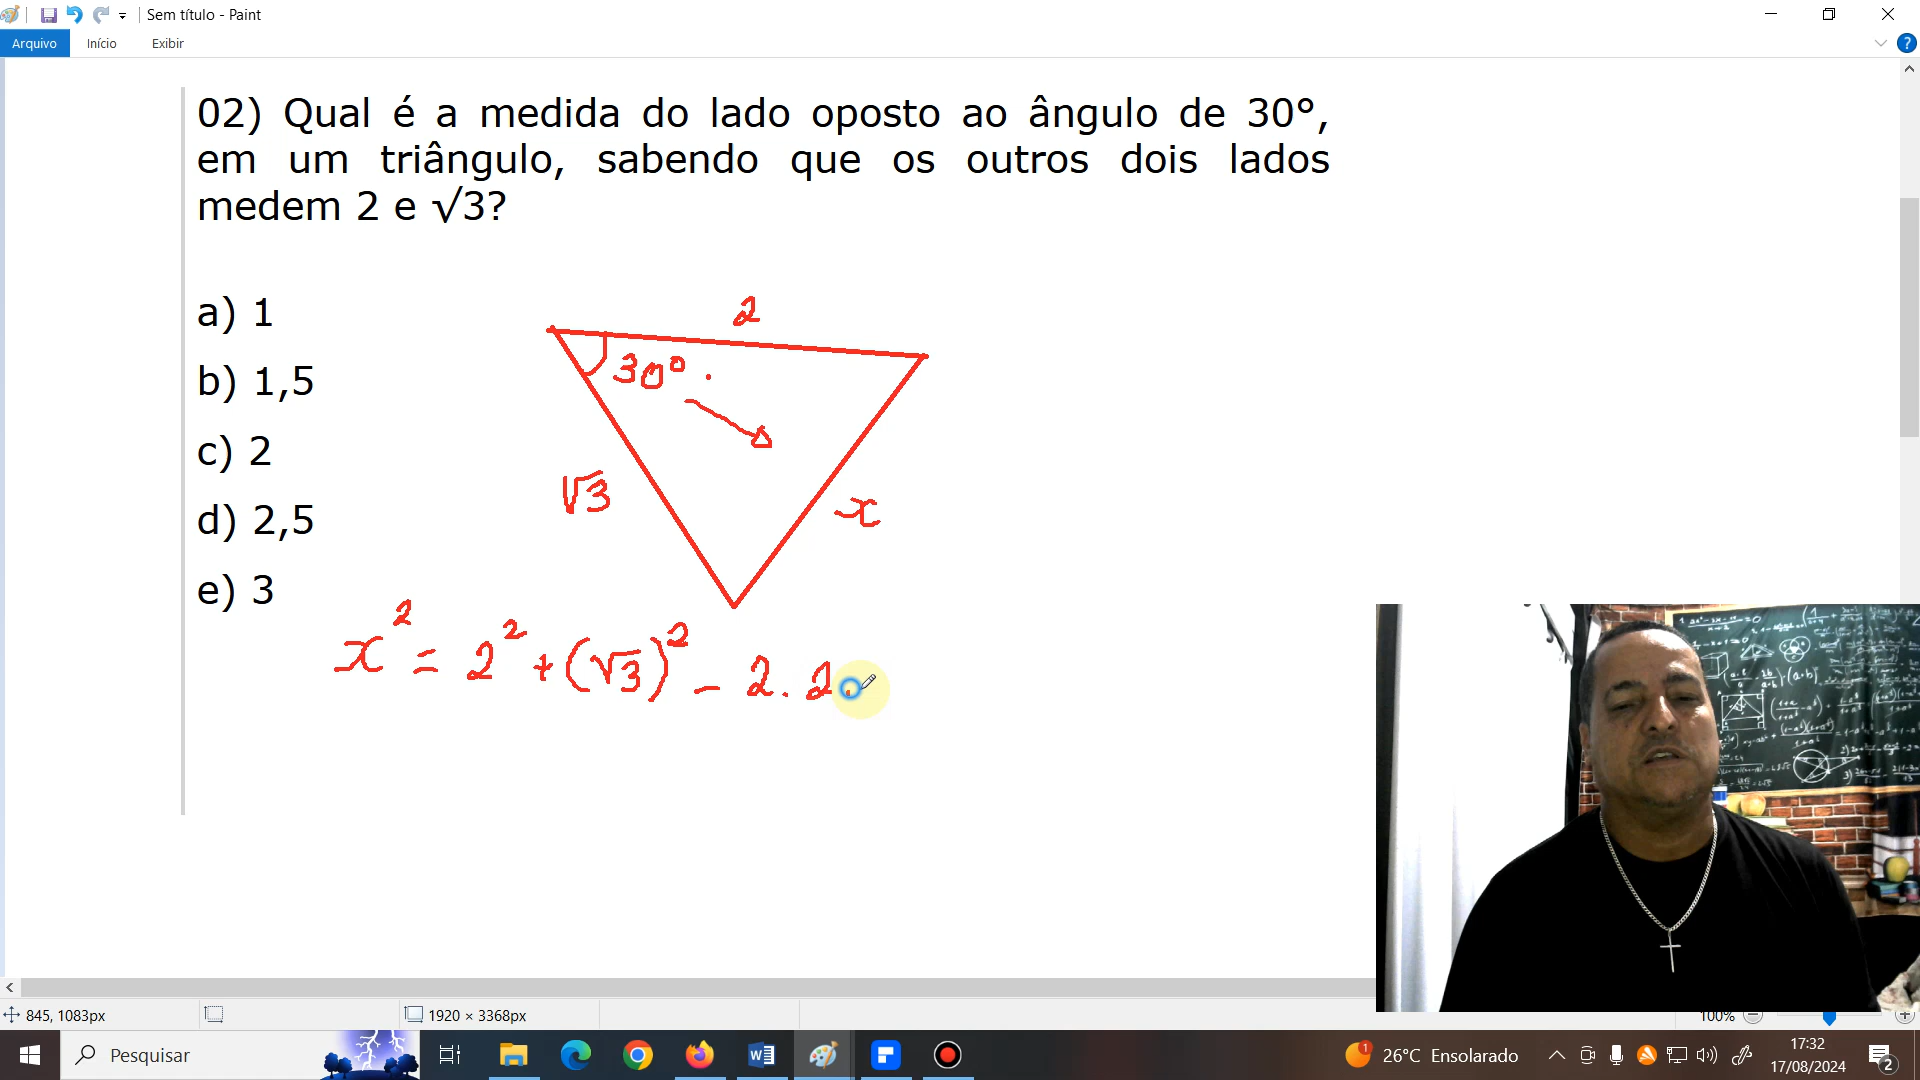 Sem título - Paint
Arquivo Início Exibir
02) Qual é a medida do lado oposto ao ângulo de 30°,
em um triângulo, sabendo que os outros dois lados
medem 2 e √3?
a) 1
b) 1,5
c) 2
d) 2,5
e) 3
2
30° .
√3
x
x² = 2² + (√3)² - 2 . 2 .
845, 1083px
1920 × 3368px
100%
Pesquisar
1
26°C Ensolarado
17:32
17/08/2024
2